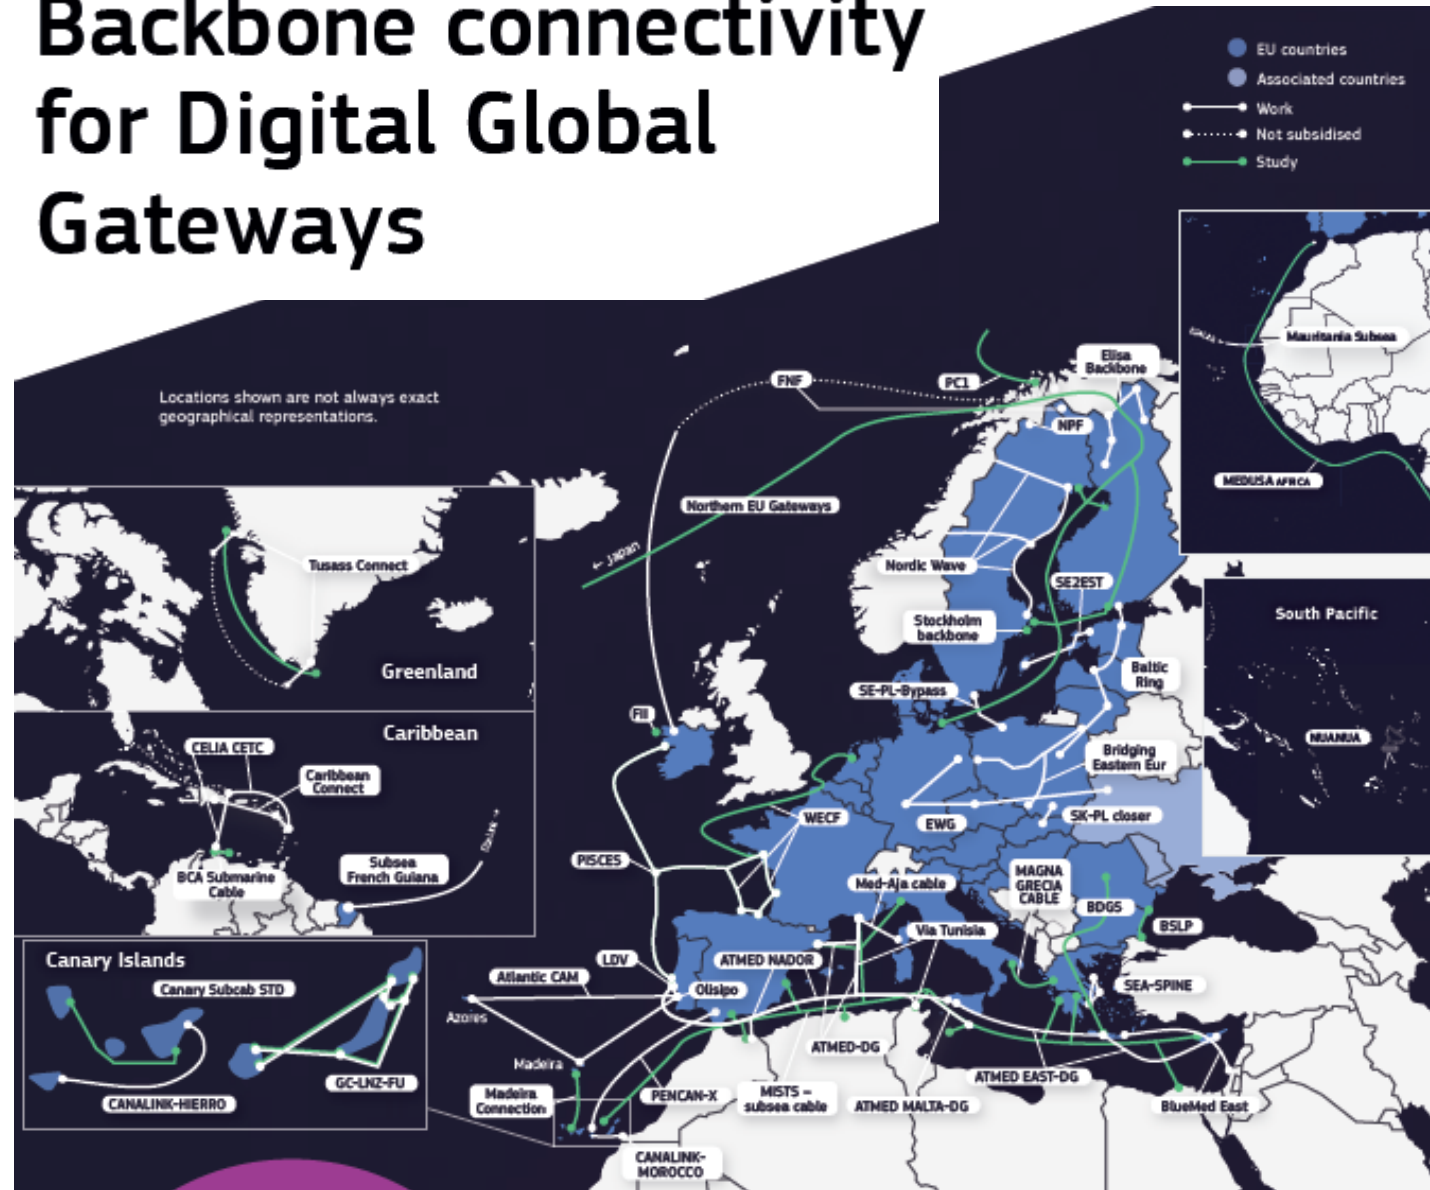 Backbone connectivity
for Digital Global
Gateways
EU countries
Associated countries
Work
Not subsidised
Study
Locations shown are not always exact
geographical representations.
Mauritania Subsea
MEDUSA AFRICA
Elisa
Backbone
FNF
PC1
NPF
Northern EU Gateways
← Japan
Nordic Wave
SE2EST
Stockholm
backbone
Baltic
Ring
SE-PL-Bypass
Tusass Connect
Greenland
South Pacific
NUANUA
FII
Caribbean
CELIA CETC
Caribbean
Connect
Bridging
Eastern Eur
SK-PL closer
WECF
EWG
PISCES
BCA Submarine
Cable
Subsea
French Guiana
Med-Aja cable
MAGNA
GRECIA
CABLE
BDGS
BSLP
Via Tunisia
Canary Islands
Canary Subcab STD
CANALINK-HIERRO
GC-LNZ-FU
LDV
Atlantic CAM
ATMED NADOR
Olisipo
SEA-SPINE
Azores
Madeira
Madeira
Connection
PENCAN-X
MISTS –
subsea cable
ATMED-DG
ATMED MALTA-DG
ATMED EAST-DG
BlueMed East
CANALINK-
MOROCCO